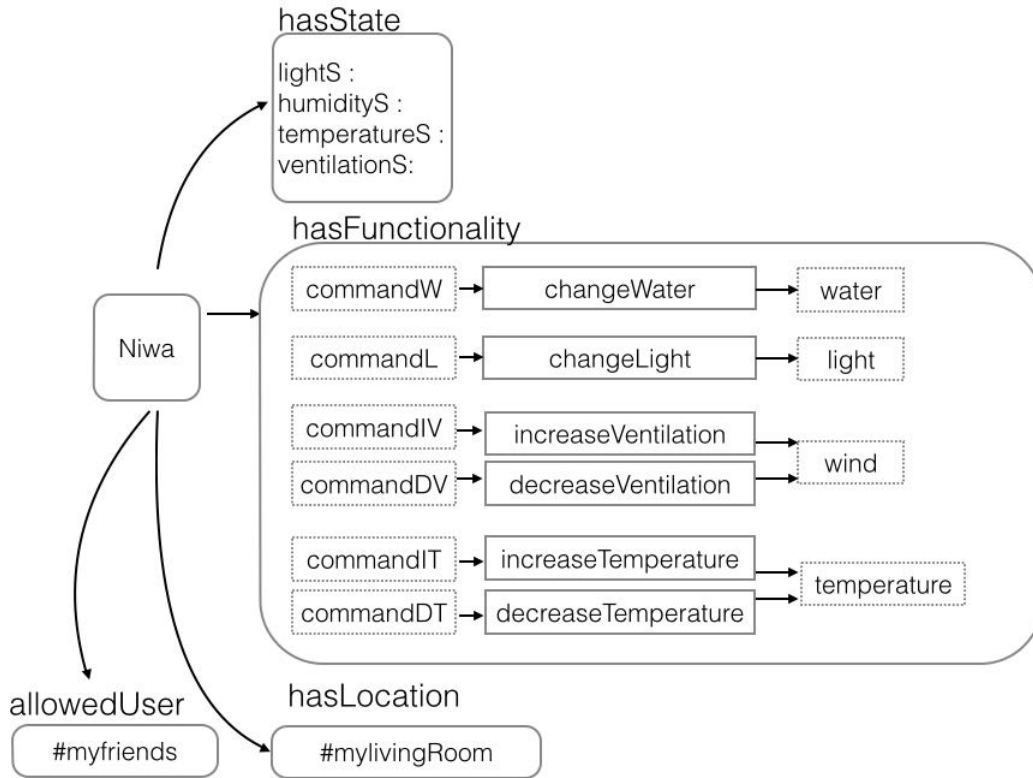 hasState
lightS :
humidityS :
temperatureS :
ventilationS:
hasFunctionality
commandW changeWater water
Niwa
commandL changeLight light
commandIV increaseVentilation
wind
commandDV decreaseVentilation
commandIT increaseTemperature
temperature
commandDT decreaseTemperature
allowedUser
#myfriends
hasLocation
#mylivingRoom